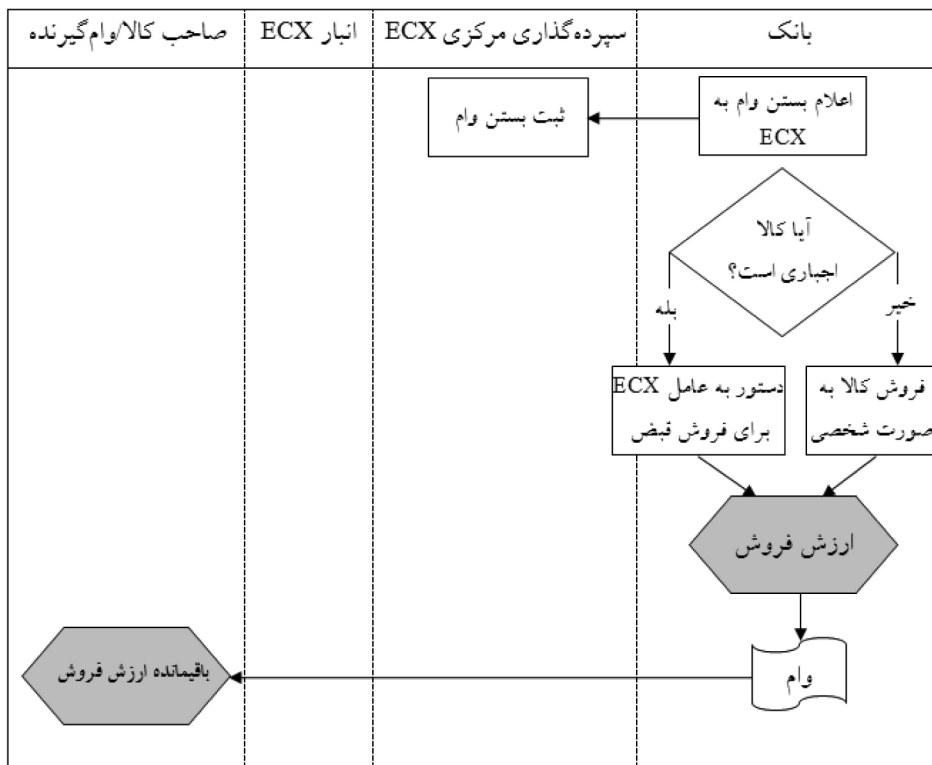 بانک
سپرده‌گذاری مرکزی ECX
انبار ECX
صاحب کالا/وام‌گیرنده
اعلام بستن وام به
ECX
ثبت بستن وام
آیا کالا
اجباری است؟
خیر
بله
فروش کالا به
صورت شخصی
دستور به عامل ECX
برای فروش قبض
ارزش فروش
وام
باقیمانده ارزش فروش